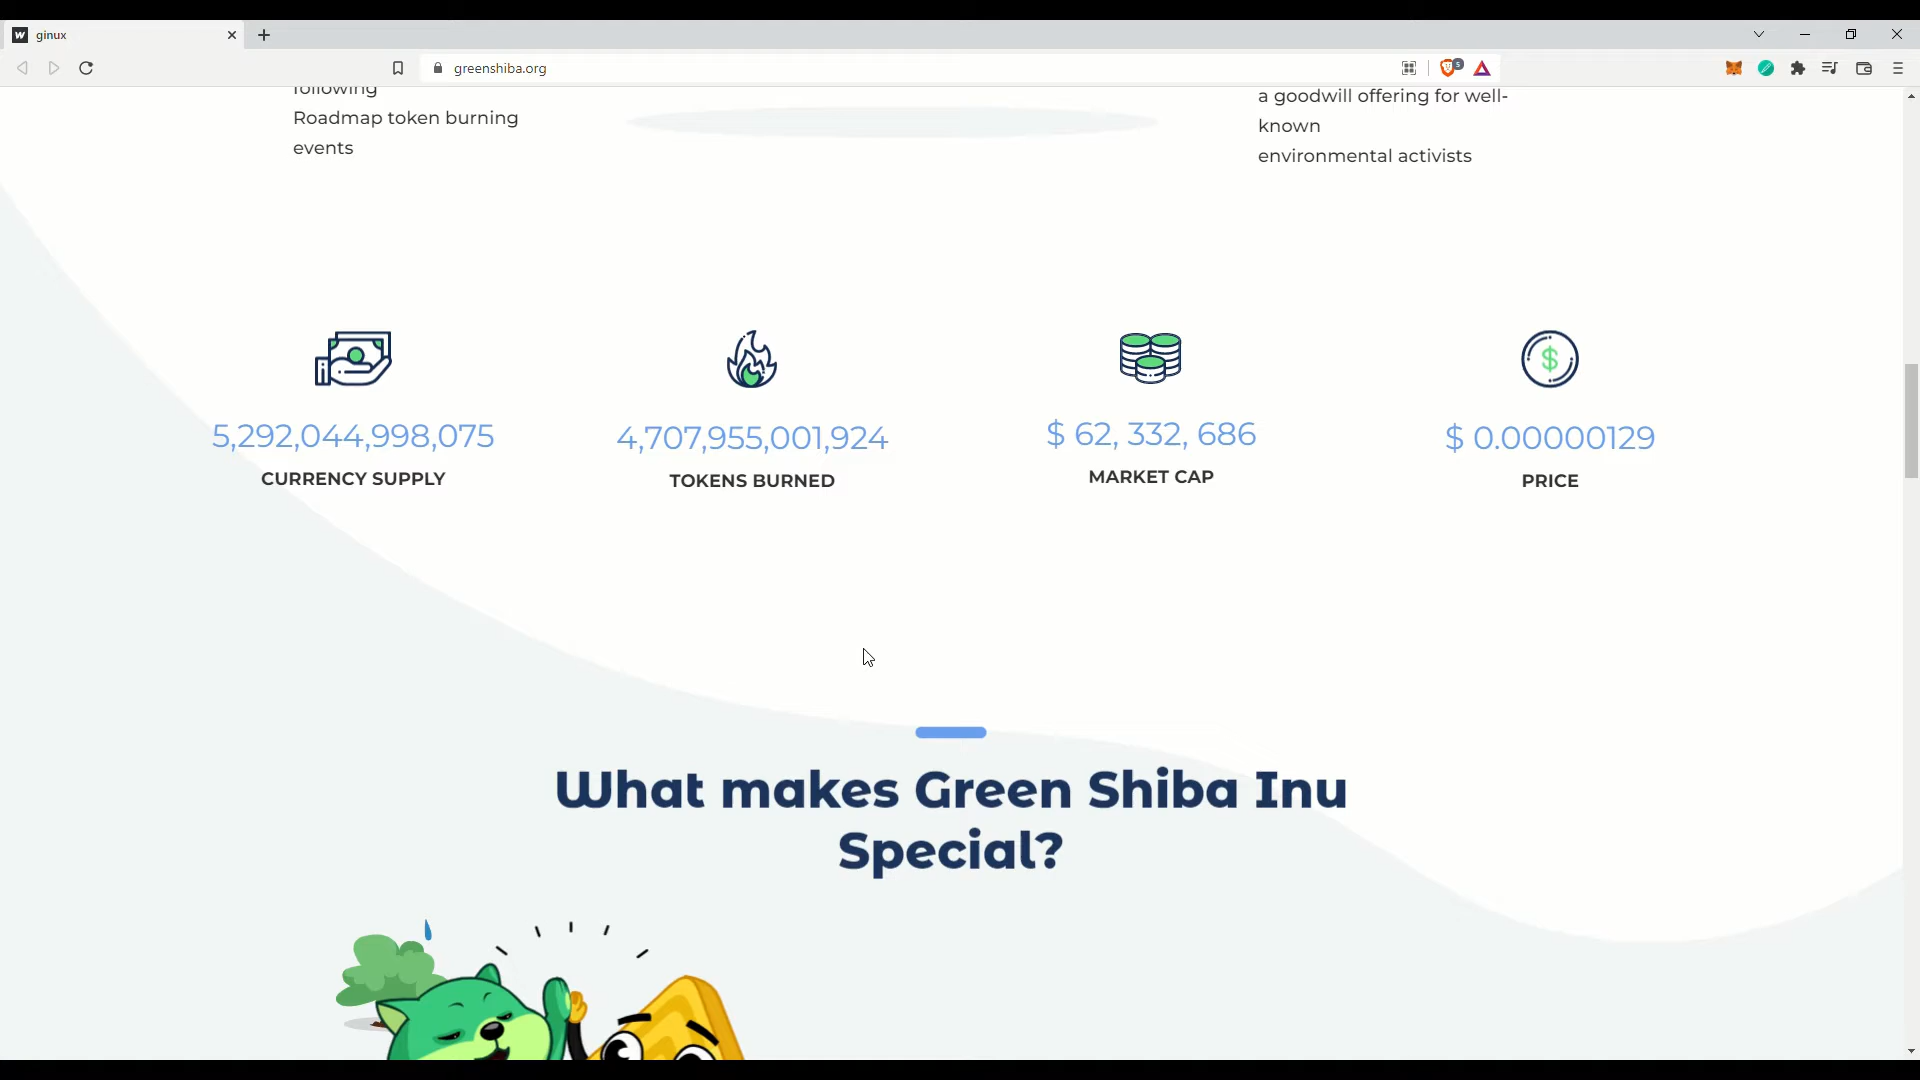 ginux
greenshiba.org
following
Roadmap token burning
events
a goodwill offering for well-
known
environmental activists
5,292,044,998,075
CURRENCY SUPPLY
4,707,955,001,924
TOKENS BURNED
$ 62, 332, 686
MARKET CAP
$ 0.00000129
PRICE
What makes Green Shiba Inu
Special?